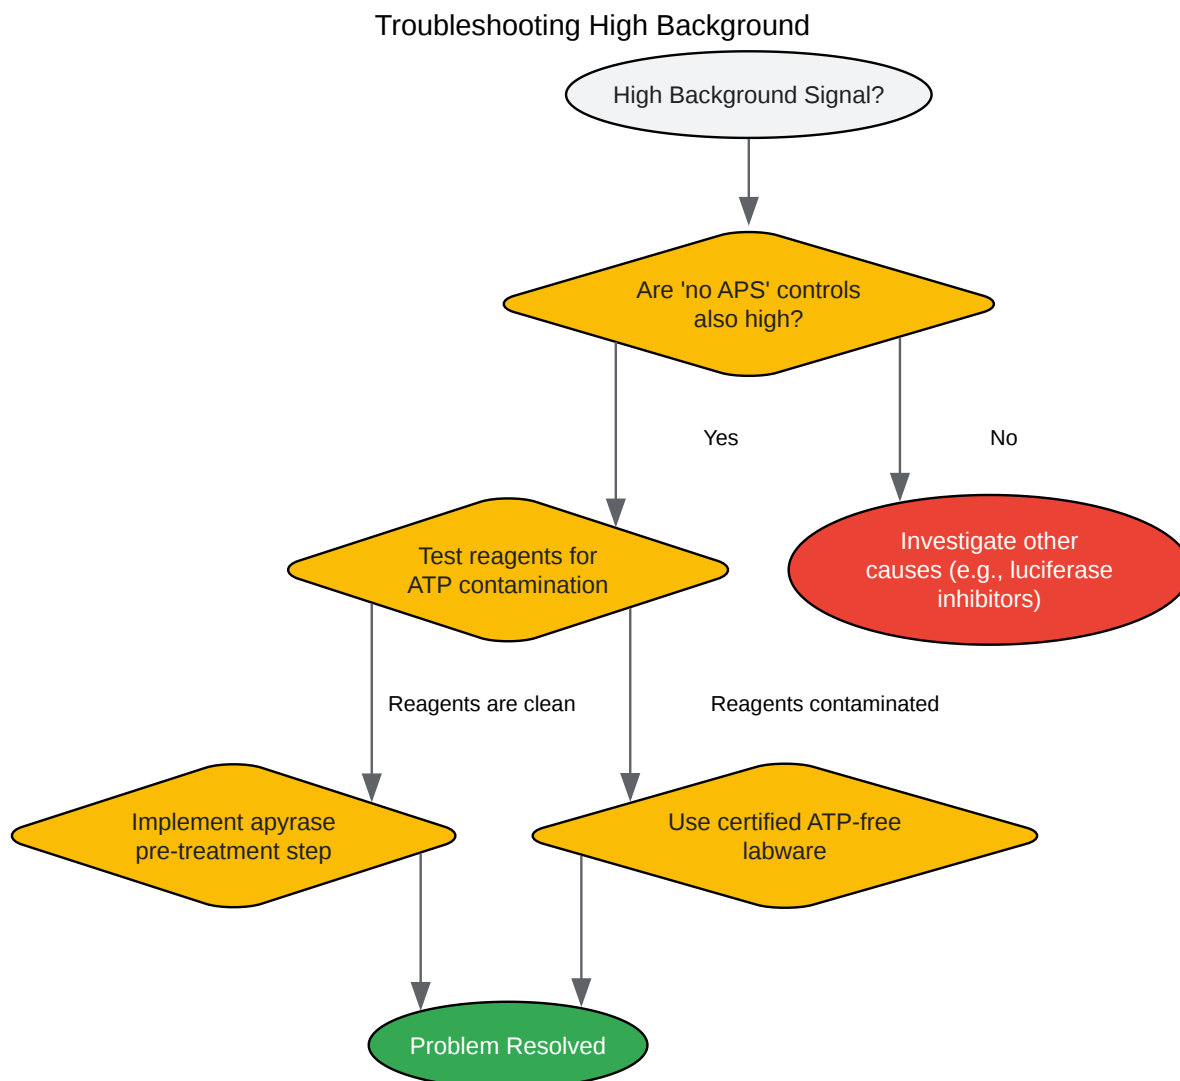 Troubleshooting High Background
High Background Signal?
Are 'no APS' controls
also high?
Yes
No
Test reagents for
ATP contamination
Investigate other
causes (e.g., luciferase
inhibitors)
Reagents are clean
Reagents contaminated
Implement apyrase
pre-treatment step
Use certified ATP-free
labware
Problem Resolved